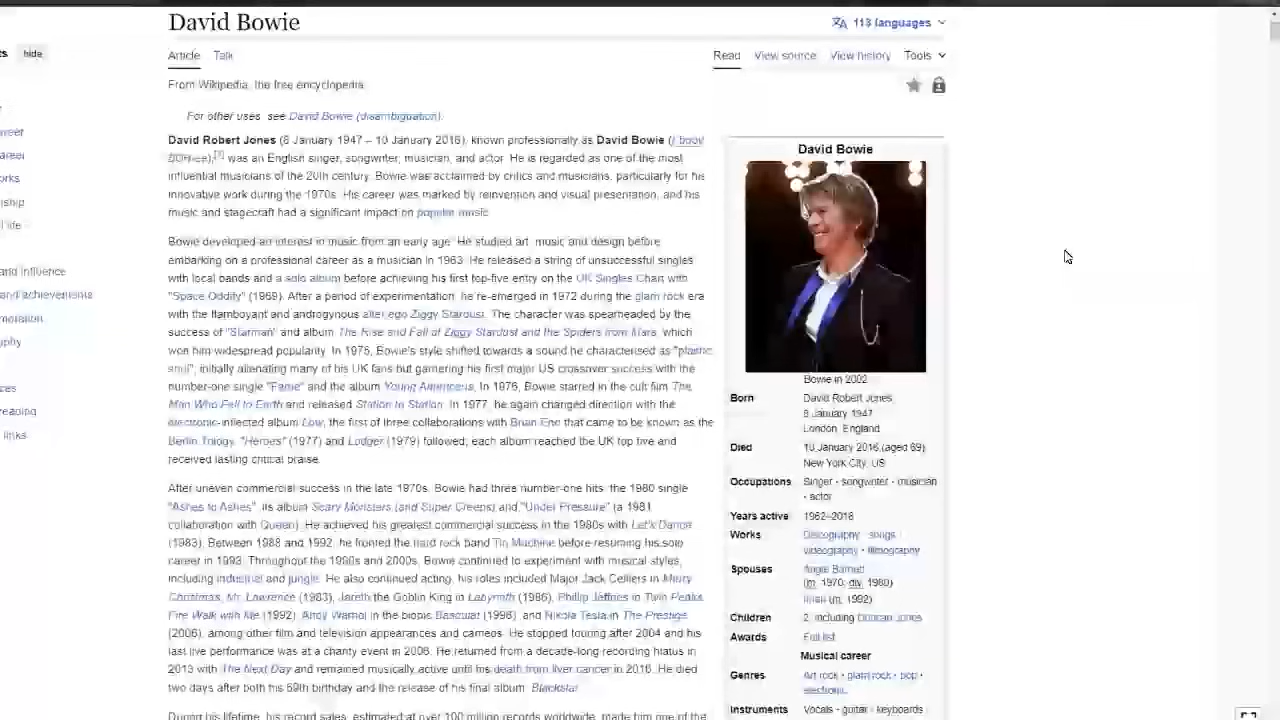 David Bowie
113 languages
hide
Article Talk
Read View source View history Tools
From Wikipedia, the free encyclopedia
For other uses, see David Bowie (disambiguation).
David Robert Jones (8 January 1947 – 10 January 2016), known professionally as David Bowie (
was an English singer, songwriter, musician, and actor. He is regarded as one of the most
influential musicians of the 20th century. Bowie was acclaimed by critics and musicians, particularly for his
innovative work during the 1970s. His career was marked by reinvention and visual presentation, and his
music and stagecraft had a significant impact on popular music.
Bowie developed an interest in music from an early age. He studied art, music and design before
embarking on a professional career as a musician in 1963. He released a string of unsuccessful singles
with local bands and a solo album before achieving his first top-five entry on the UK Singles Chart with
"Space Oddity" (1969). After a period of experimentation, he re-emerged in 1972 during the glam rock era
with the flamboyant and androgynous alter ego Ziggy Stardust. The character was spearheaded by the
success of "Starman" and album The Rise and Fall of Ziggy Stardust and the Spiders from Mars, which
won him widespread popularity. In 1975, Bowie's style shifted towards a sound he characterised as "plastic
soul", initially alienating many of his UK fans but garnering his first major US crossover success with the
number-one single "Fame" and the album Young Americans. In 1976, Bowie starred in the cult film The
Man Who Fell to Earth and released Station to Station. In 1977, he again changed direction with the
electronic-inflected album Low, the first of three collaborations with Brian Eno that came to be known as the
Berlin Trilogy. "Heroes" (1977) and Lodger (1979) followed; each album reached the UK top five and
received lasting critical praise.
After uneven commercial success in the late 1970s, Bowie had three number-one hits: the 1980 single
"Ashes to Ashes", its album Scary Monsters (and Super Creeps) and "Under Pressure" (a 1981
collaboration with Queen). He achieved his greatest commercial success in the 1980s with Let's Dance
(1983). Between 1988 and 1992, he fronted the hard rock band Tin Machine before resuming his solo
career in 1993. Throughout the 1990s and 2000s, Bowie continued to experiment with musical styles,
including industrial and jungle. He also continued acting; his roles included Major Jack Celliers in Merry
Christmas, Mr. Lawrence (1983), Jareth the Goblin King in Labyrinth (1986), Phillip Jeffries in Twin Peaks:
Fire Walk with Me (1992), Andy Warhol in the biopic Basquiat (1996), and Nikola Tesla in The Prestige
(2006), among other film and television appearances and cameos. He stopped touring after 2004 and his
last live performance was at a charity event in 2006. He returned from a decade-long recording hiatus in
2013 with The Next Day and remained musically active until his death from liver cancer in 2016. He died
two days after both his 69th birthday and the release of his final album, Blackstar.
During his lifetime, his record sales, estimated at over 100 million records worldwide, made him one of the
David Bowie
Bowie in 2002
Born David Robert Jones
8 January 1947
London, England
Died 10 January 2016 (aged 69)
New York City, US
Occupations Singer · songwriter · musician
· actor
Years active 1962–2016
Works Discography · songs ·
videography · filmography
Spouses Angie Barnett
(m. 1970; div. 1980)
Iman (m. 1992)
Children 2, including Duncan Jones
Awards Full list
Musical career
Genres Art rock · glam rock · pop ·
electronic
Instruments Vocals · guitar · keyboards
and influence
and achievements
reading
links